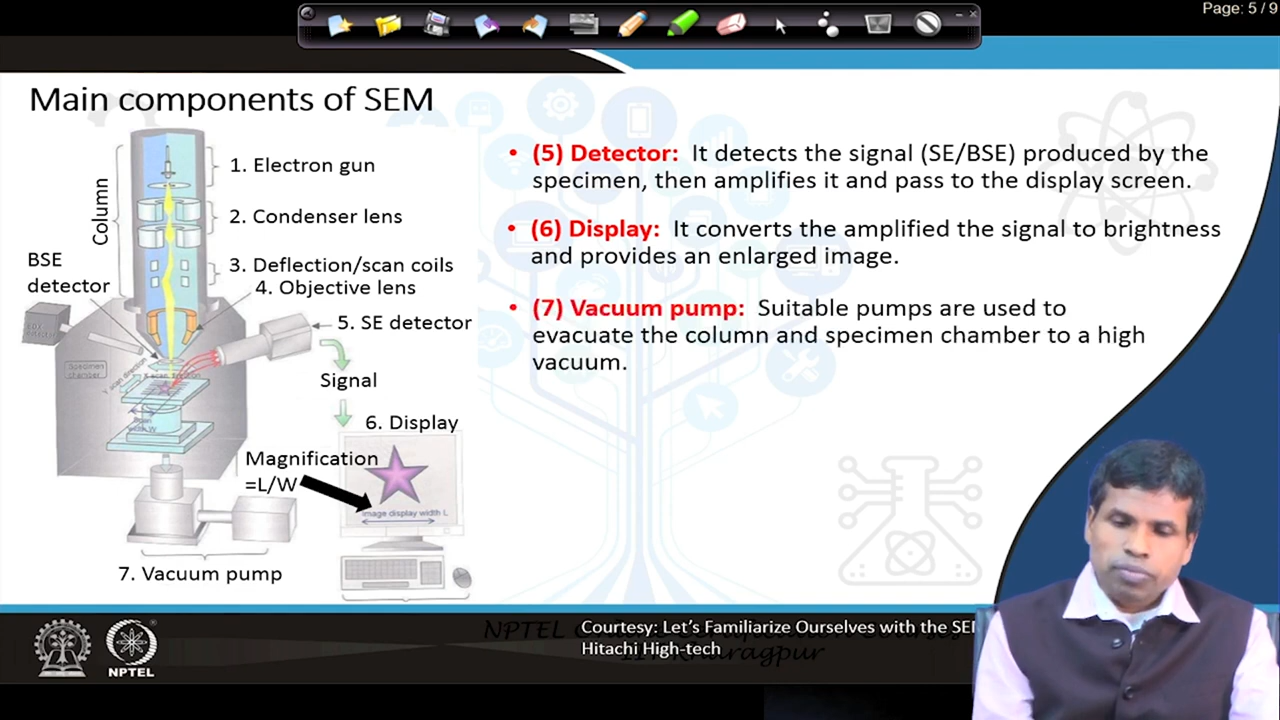 Page: 5 / 9
Main components of SEM
Column
1. Electron gun
2. Condenser lens
3. Deflection/scan coils
4. Objective lens
BSE
detector
5. SE detector
Specimen
chamber
Signal
6. Display
Magnification
=L/W
Image display width L
7. Vacuum pump
• (5) Detector: It detects the signal (SE/BSE) produced by the
specimen, then amplifies it and pass to the display screen.
• (6) Display: It converts the amplified the signal to brightness
and provides an enlarged image.
• (7) Vacuum pump: Suitable pumps are used to
evacuate the column and specimen chamber to a high
vacuum.
NPTEL
Courtesy: Let’s Familiarize Ourselves with the SE
Hitachi High-tech